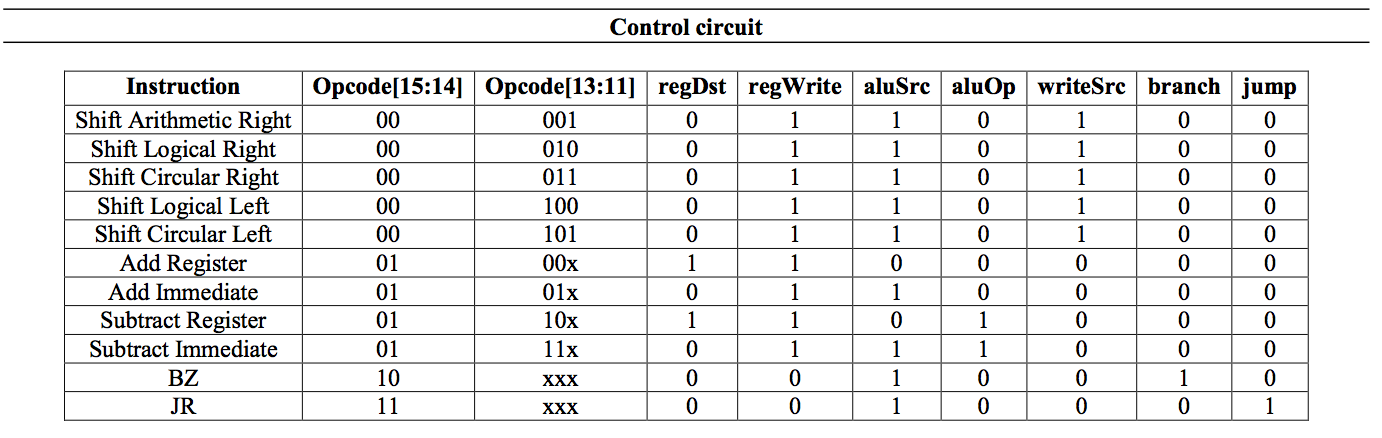 Control circuit
Instruction Opcode[15:14] Opcode[13:11] regDst regWrite aluSrc aluOp writeSrc branch jump
Shift Arithmetic Right 00 001 0 1 1 0 1 0 0
Shift Logical Right 00 010 0 1 1 0 1 0 0
Shift Circular Right 00 011 0 1 1 0 1 0 0
Shift Logical Left 00 100 0 1 1 0 1 0 0
Shift Circular Left 00 101 0 1 1 0 1 0 0
Add Register 01 00x 1 1 0 0 0 0 0
Add Immediate 01 01x 0 1 1 0 0 0 0
Subtract Register 01 10x 1 1 0 1 0 0 0
Subtract Immediate 01 11x 0 1 1 1 0 0 0
BZ 10 xxx 0 0 1 0 0 1 0
JR 11 xxx 0 0 1 0 0 0 1